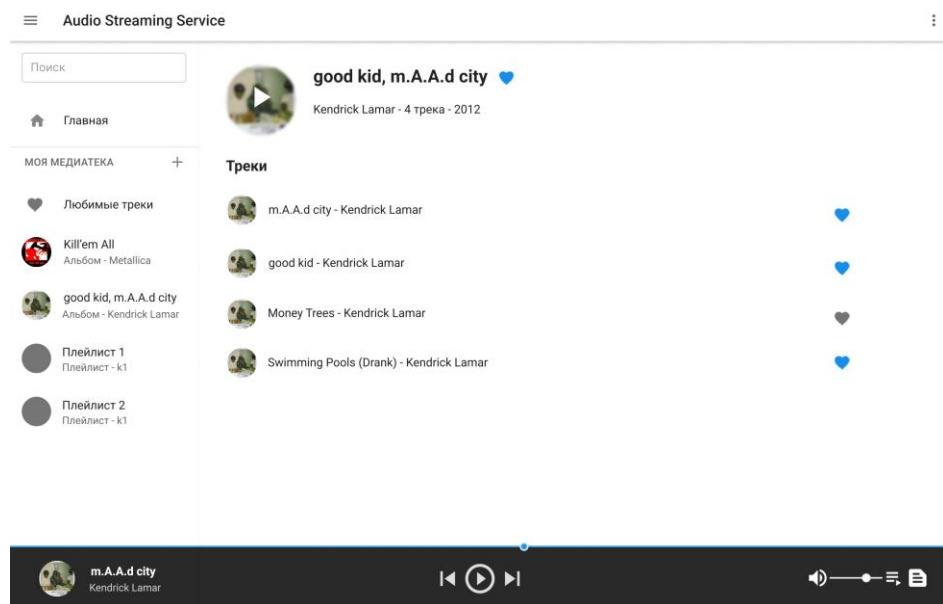 Audio Streaming Service
Поиск
Главная
МОЯ МЕДИАТЕКА
Любимые треки
Kill'em All
Альбом - Metallica
good kid, m.A.A.d city
Альбом - Kendrick Lamar
Плейлист 1
Плейлист - k1
Плейлист 2
Плейлист - k1
good kid, m.A.A.d city
Kendrick Lamar - 4 трека - 2012
Треки
m.A.A.d city - Kendrick Lamar
good kid - Kendrick Lamar
Money Trees - Kendrick Lamar
Swimming Pools (Drank) - Kendrick Lamar
m.A.A.d city
Kendrick Lamar